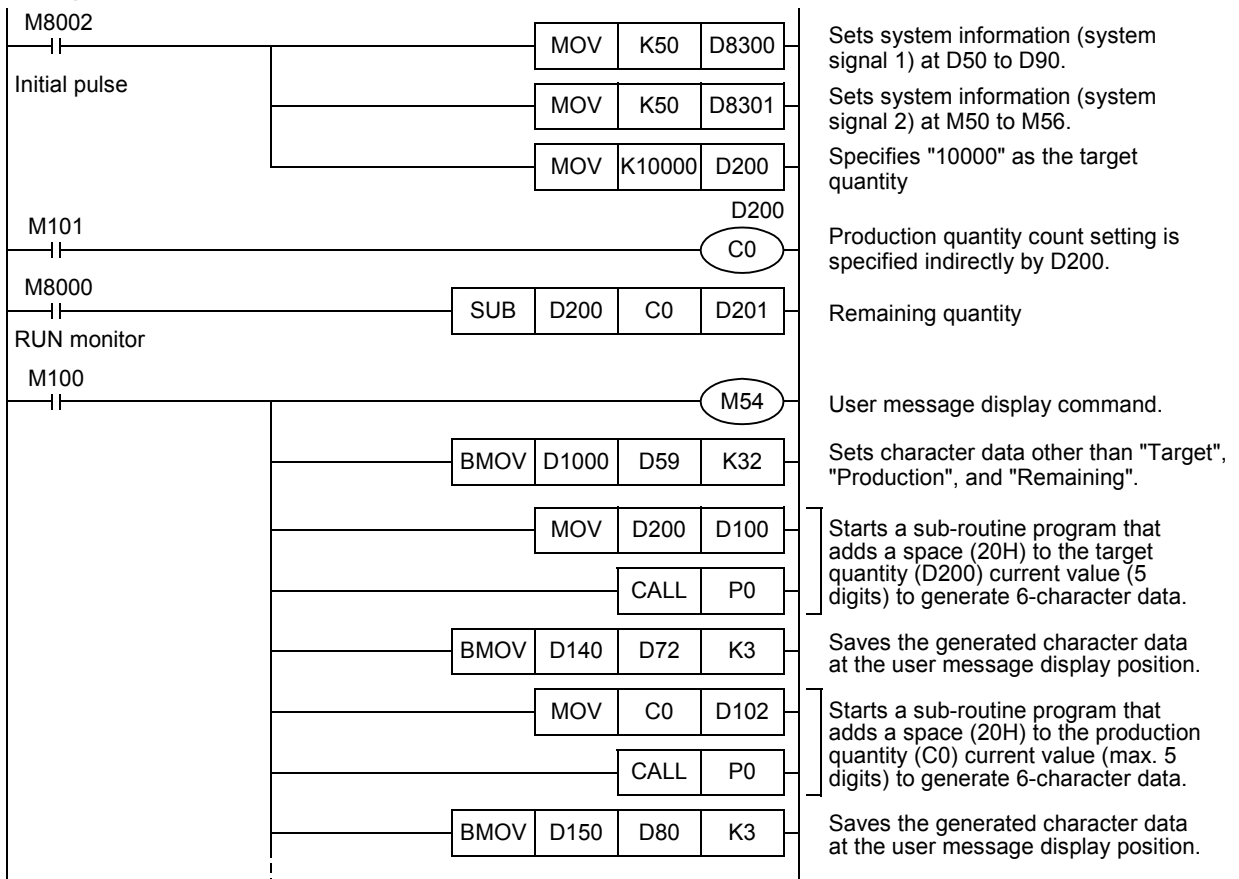 M8002
MOV K50 D8300
Sets system information (system
signal 1) at D50 to D90.
Initial pulse
MOV K50 D8301
Sets system information (system
signal 2) at M50 to M56.
MOV K10000 D200
Specifies "10000" as the target
quantity
D200
M101
C0
Production quantity count setting is
specified indirectly by D200.
M8000
SUB D200 C0 D201
Remaining quantity
RUN monitor
M100
M54
User message display command.
BMOV D1000 D59 K32
Sets character data other than "Target",
"Production", and "Remaining".
MOV D200 D100
CALL P0
Starts a sub-routine program that
adds a space (20H) to the target
quantity (D200) current value (5
digits) to generate 6-character data.
BMOV D140 D72 K3
Saves the generated character data
at the user message display position.
MOV C0 D102
CALL P0
Starts a sub-routine program that
adds a space (20H) to the production
quantity (C0) current value (max. 5
digits) to generate 6-character data.
BMOV D150 D80 K3
Saves the generated character data
at the user message display position.